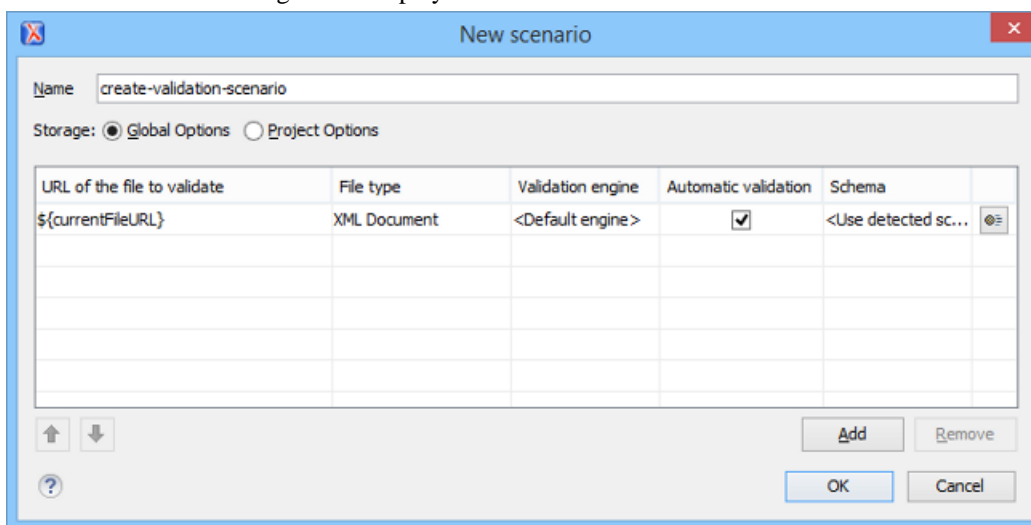 New scenario
Name create-validation-scenario
Storage: Global Options Project Options
URL of the file to validate File type Validation engine Automatic validation Schema
${currentFileURL} XML Document <Default engine> <Use detected sc...
Add Remove
? OK Cancel